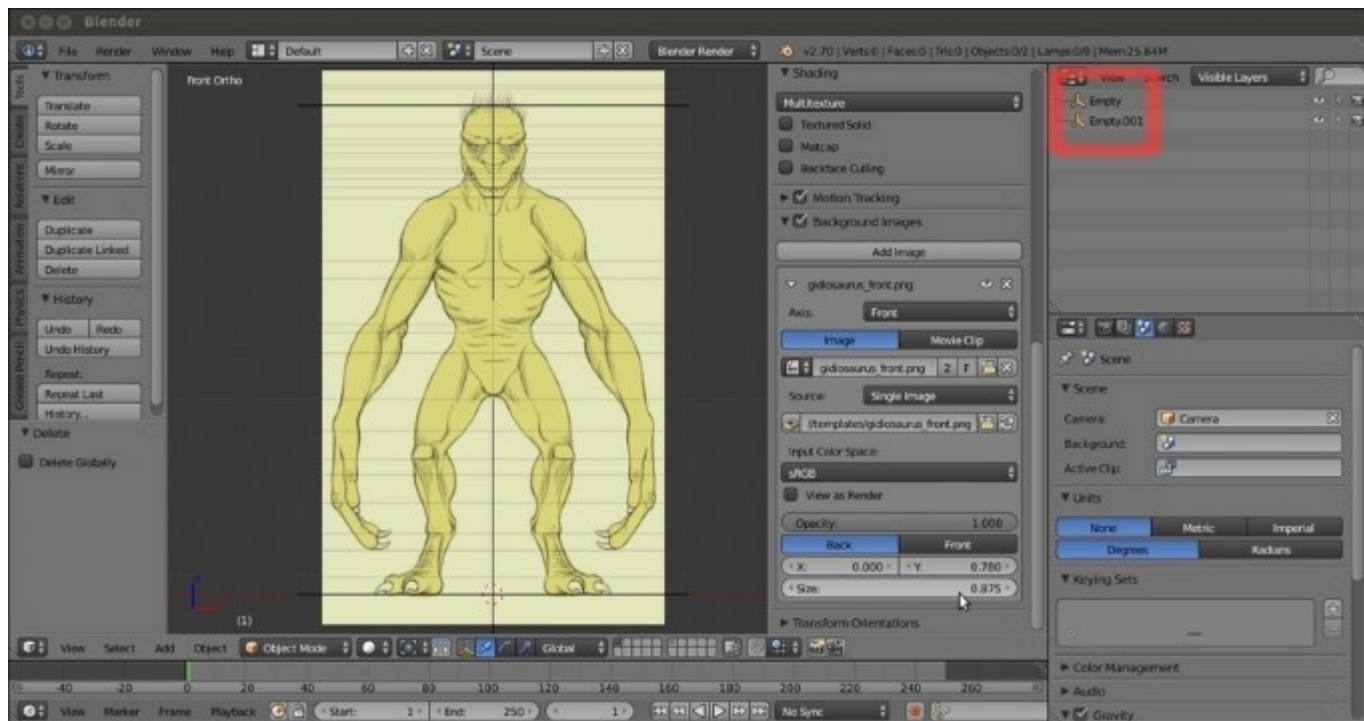 Blender
File Render Window Help Default Scene Blender Render v2.70 | Verts:0 | Faces:0 | Tris:0 | Objects:0/2 | Lamps:0/0 | Mem:25.84M
Tools
Create
Relations
Animation
Physics
Grease Pencil
Transform
Translate
Rotate
Scale
Mirror
Edit
Duplicate
Duplicate Linked
Delete
History
Undo Redo
Undo History
Repeat:
Repeat Last
History...
Delete
Delete Globally
Front Ortho
(1)
Shading
Multitexture
Textured Solid
Matcap
Backface Culling
Motion Tracking
Background Images
Add Image
gidiosaurus_front.png
Axis: Front
Image Movie Clip
gidiosaurus_front.png 2 F
Source: Single Image
//templates/gidiosaurus_front.png
Input Color Space:
sRGB
View as Render
Opacity: 1.000
Back Front
X: 0.000 Y: 0.780
Size: 0.875
Transform Orientations
View Search Visible Layers
Empty
Empty.001
Scene
Scene
Camera: Camera
Background:
Active Clip:
Units
None Metric Imperial
Degrees Radians
Keying Sets
Color Management
Audio
Gravity
View Select Add Object Object Mode Global
-40 -20 0 20 40 60 80 100 120 140 160 180 200 220 240 260
View Marker Frame Playback Start: 1 End: 250 1 No Sync